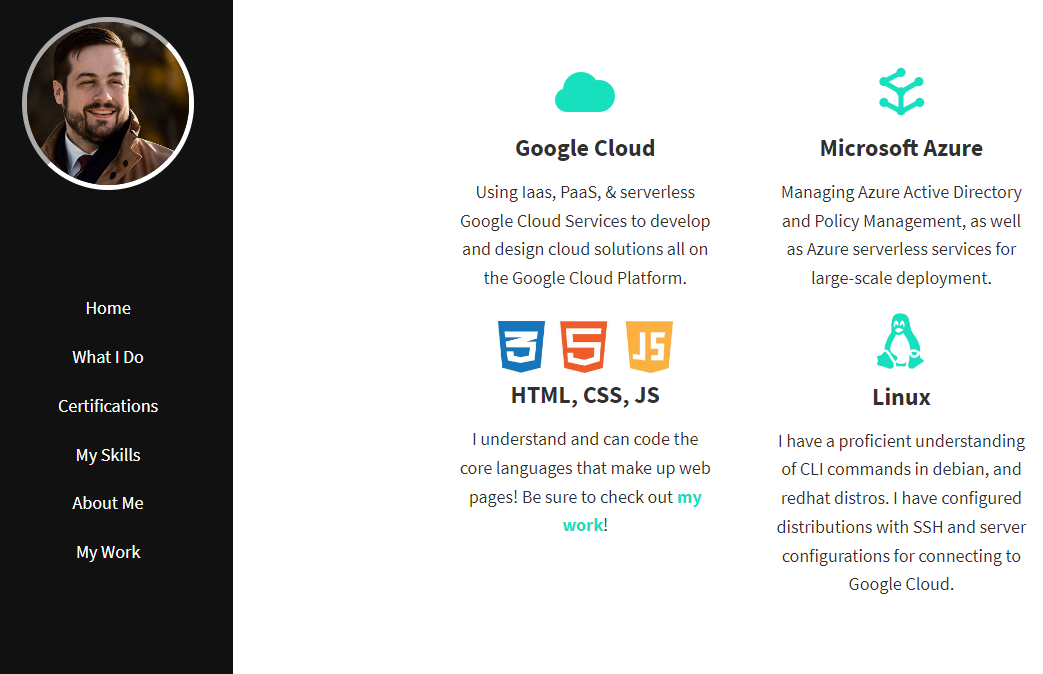 Home
What I Do
Certifications
My Skills
About Me
My Work
Google Cloud
Using Iaas, PaaS, & serverless
Google Cloud Services to develop
and design cloud solutions all on
the Google Cloud Platform.
Microsoft Azure
Managing Azure Active Directory
and Policy Management, as well
as Azure serverless services for
large-scale deployment.
3 5 JS
HTML, CSS, JS
I understand and can code the
core languages that make up web
pages! Be sure to check out my
work!
Linux
I have a proficient understanding
of CLI commands in debian, and
redhat distros. I have configured
distributions with SSH and server
configurations for connecting to
Google Cloud.